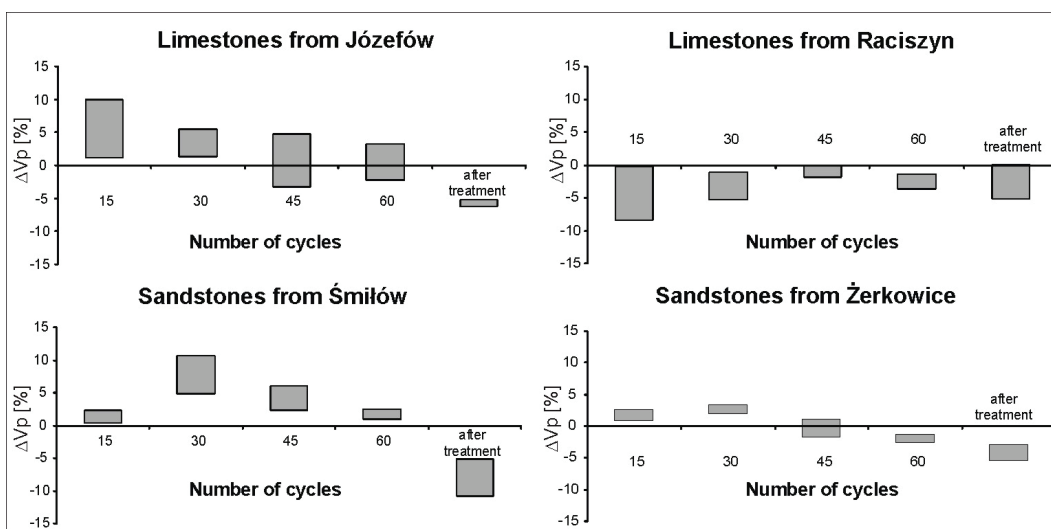 Limestones from Józefów
15
10
5
0
-5
-10
-15
ΔVp [%]
15
30
45
60
after
treatment
Number of cycles
Limestones from Raciszyn
15
10
5
0
-5
-10
-15
ΔVp [%]
15
30
45
60
after
treatment
Number of cycles
Sandstones from Śmiłów
15
10
5
0
-5
-10
-15
ΔVp [%]
15
30
45
60
after
treatment
Number of cycles
Sandstones from Żerkowice
15
10
5
0
-5
-10
-15
ΔVp [%]
15
30
45
60
after
treatment
Number of cycles